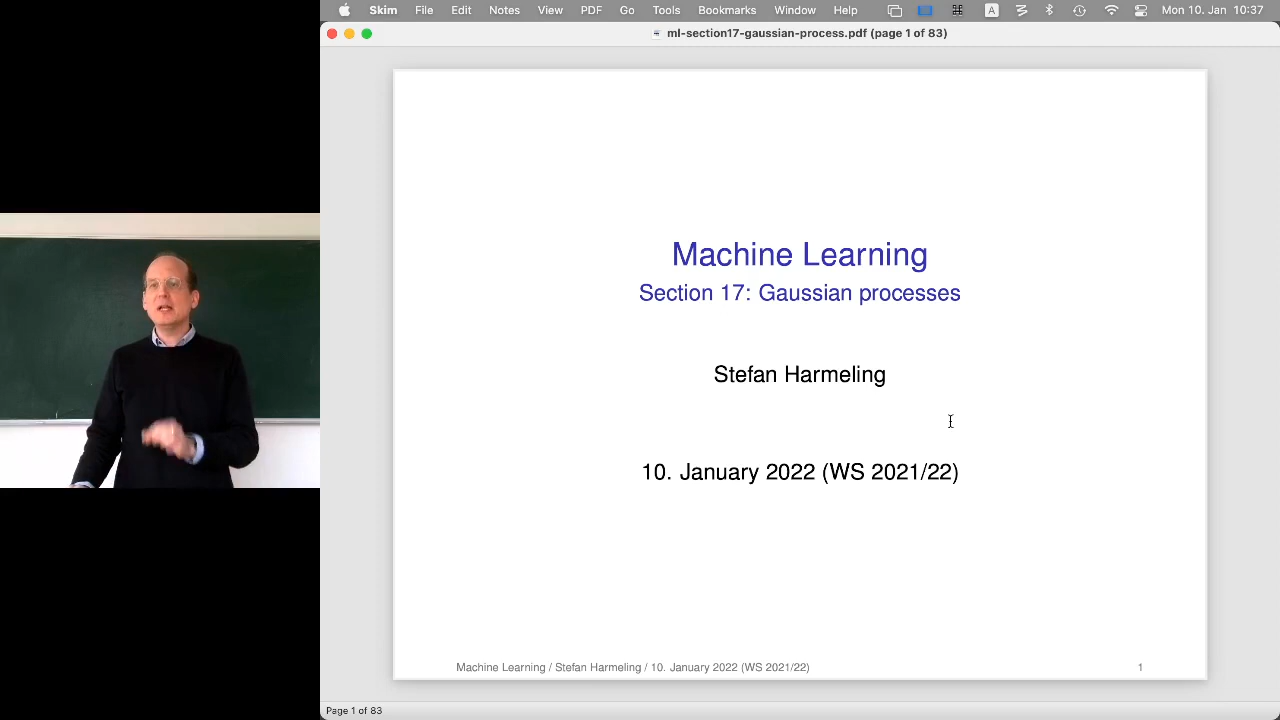 Skim File Edit Notes View PDF Go Tools Bookmarks Window Help A Mon 10. Jan 10:37
ml-section17-gaussian-process.pdf (page 1 of 83)
Machine Learning
Section 17: Gaussian processes
Stefan Harmeling
10. January 2022 (WS 2021/22)
Machine Learning / Stefan Harmeling / 10. January 2022 (WS 2021/22) 1
Page 1 of 83